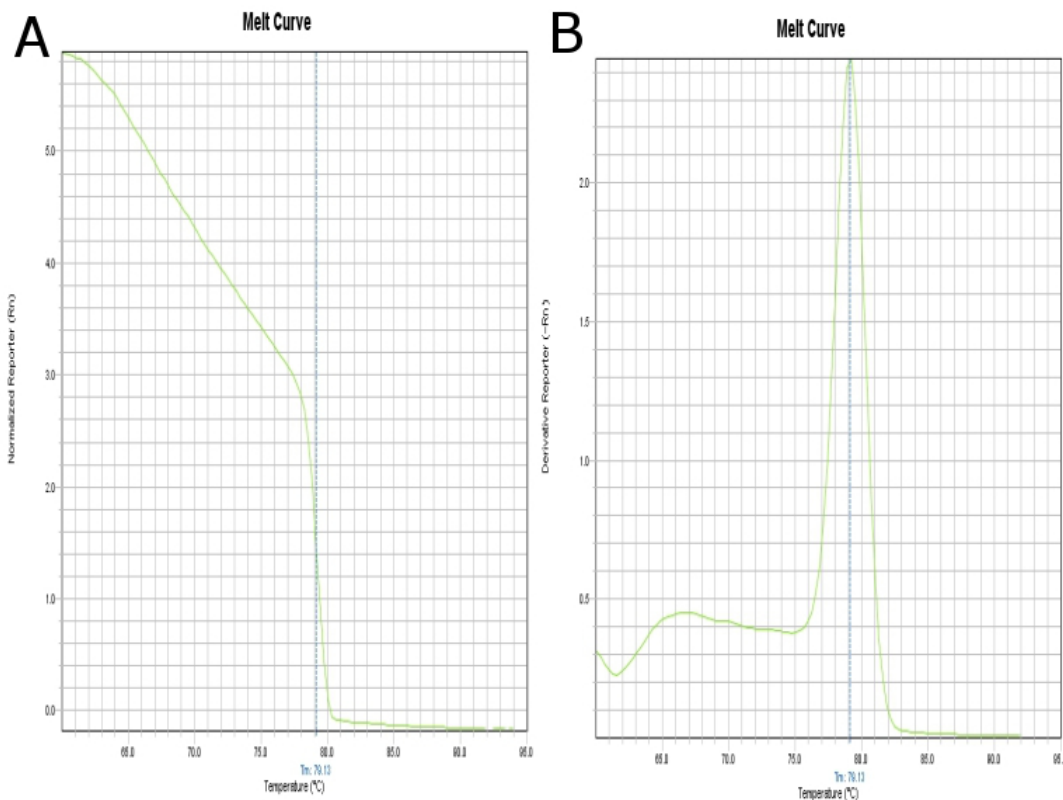 A
Melt Curve
Normalized Reporter (Rn)
5.0
4.0
3.0
2.0
1.0
0.0
65.0 70.0 75.0 80.0 85.0 90.0 95.0
Tm: 79.13
Temperature (°C)
B
Melt Curve
Derivative Reporter (-Rn)
2.0
1.5
1.0
0.5
65.0 70.0 75.0 80.0 85.0 90.0 95.
Tm: 79.13
Temperature (°C)